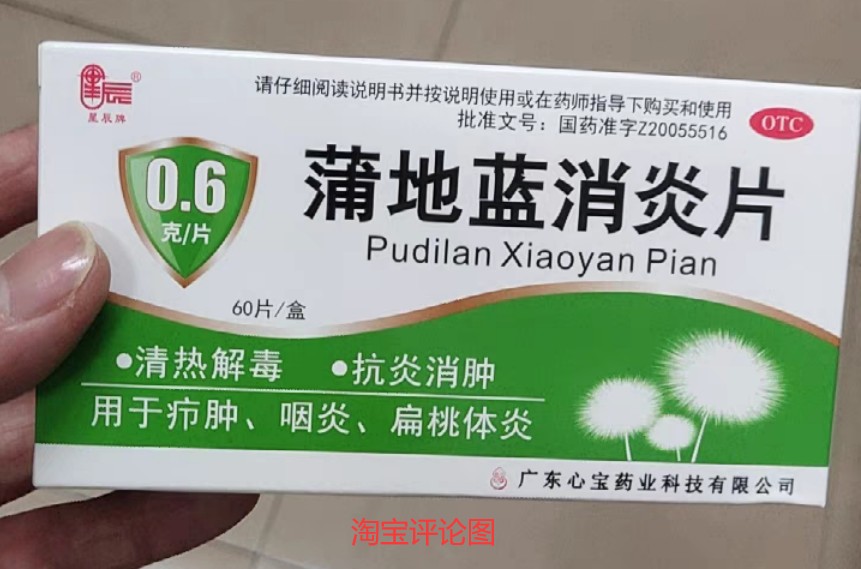 星辰牌
请仔细阅读说明书并按说明使用或在药师指导下购买和使用
批准文号：国药准字Z20055516
OTC
0.6
克/片
蒲地蓝消炎片
Pudilan Xiaoyan Pian
60片/盒
•清热解毒 •抗炎消肿
用于疖肿、咽炎、扁桃体炎
广东心宝药业科技有限公司
淘宝评论图